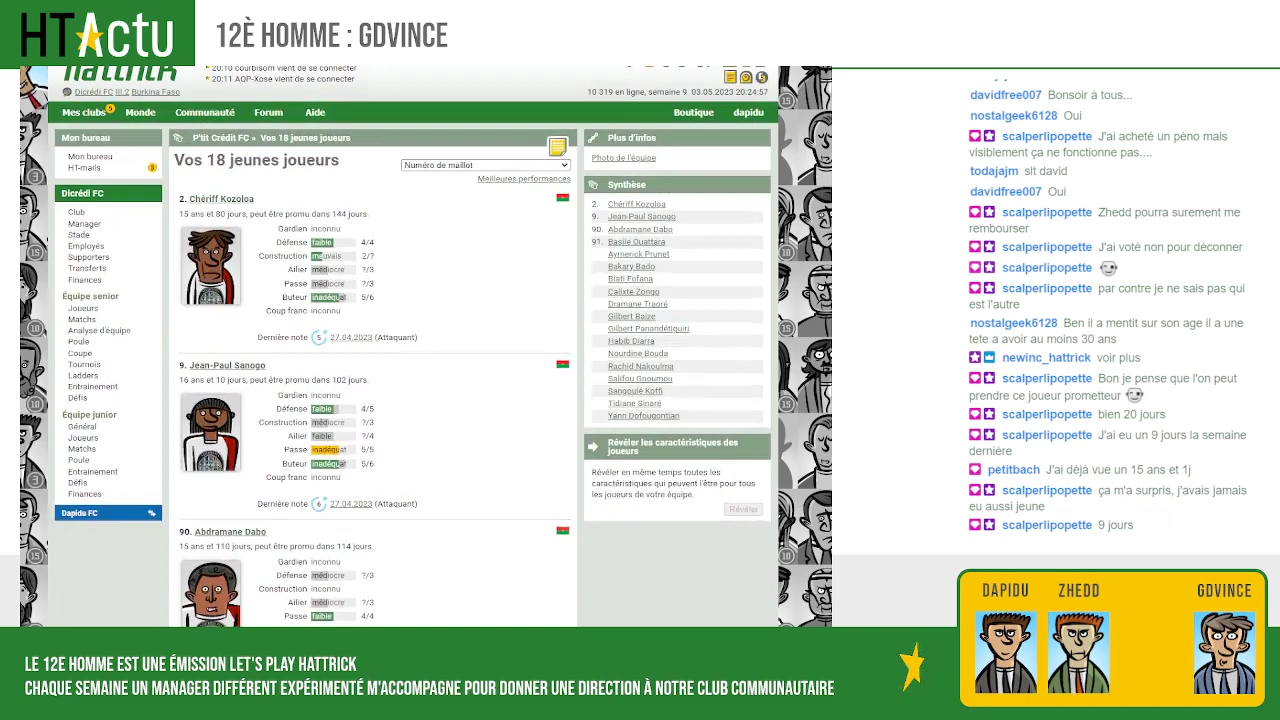 HTActu
12È HOMME : GDVINCE
hattrick
20:10 courbisom vient de se connecter
20:11 AQP-Xose vient de se connecter
Dicrédi FC III.2 Burkina Faso
10 319 en ligne, semaine 9 03.05.2023 20:24:57
Mes clubs 5 Monde Communauté Forum Aide Boutique dapidu
Mon bureau
Mon bureau
HT-mails 3
Dicrédi FC
Club
Manager
Stade
Employés
Supporters
Transferts
Finances
Équipe senior
Joueurs
Matchs
Analyse d'équipe
Poule
Coupe
Tournois
Ladders
Entrainement
Défis
Équipe junior
Général
Joueurs
Matchs
Poule
Entrainement
Défis
Finances
Dapidu FC
P'tit Crédit FC » Vos 18 jeunes joueurs
Vos 18 jeunes joueurs
Numéro de maillot
Meilleures performances
2. Chériff Kozoloa
15 ans et 80 jours, peut être promu dans 144 jours.
Gardien inconnu
Défense faible 4/4
Construction mauvais 2/?
Ailier médiocre ?/3
Passe médiocre ?/3
Buteur inadéquat 5/6
Coup franc inconnu
Dernière note 5 27.04.2023 (Attaquant)
9. Jean-Paul Sanogo
16 ans et 10 jours, peut être promu dans 102 jours.
Gardien inconnu
Défense faible 4/5
Construction médiocre ?/3
Ailier faible ?/4
Passe inadéquat 5/5
Buteur inadéquat 5/6
Coup franc inconnu
Dernière note 6 27.04.2023 (Attaquant)
90. Abdramane Dabo
15 ans et 110 jours, peut être promu dans 114 jours.
Gardien inconnu
Défense médiocre ?/3
Construction inconnu
Ailier médiocre ?/3
Passe faible 4/4
Plus d'infos
Photo de l'équipe
Synthèse
2. Chériff Kozoloa
9. Jean-Paul Sanogo
90. Abdramane Dabo
91. Basile Ouattara
Aymerick Prunet
Bakary Bado
Blati Fofana
Calixte Zongo
Dramane Traoré
Gilbert Baize
Gilbert Panandétiguiri
Habib Diarra
Nourdine Bouda
Rachid Nakoulma
Salifou Gnoumou
Sangoulé Koffi
Tidiane Sinaré
Yann Dofougontian
Révéler les caractéristiques des
joueurs
Révéler en même temps toutes les
caractéristiques qui peuvent l'être pour tous
les joueurs de votre équipe.
Révéler
davidfree007 Bonsoir à tous...
nostalgeek6128 Oui
scalperlipopette J'ai acheté un péno mais
visiblement ça ne fonctionne pas....
todajajm slt david
davidfree007 Oui
scalperlipopette Zhedd pourra surement me
rembourser
scalperlipopette J'ai voté non pour déconner
scalperlipopette
scalperlipopette par contre je ne sais pas qui
est l'autre
nostalgeek6128 Ben il a mentit sur son age il a une
tete a avoir au moins 30 ans
newinc_hattrick voir plus
scalperlipopette Bon je pense que l'on peut
prendre ce joueur prometteur
scalperlipopette bien 20 jours
scalperlipopette J'ai eu un 9 jours la semaine
dernière
petitbach J'ai déjà vue un 15 ans et 1j
scalperlipopette ça m'a surpris, j'avais jamais
eu aussi jeune
scalperlipopette 9 jours
DAPIDU ZHEDD GDVINCE
LE 12E HOMME EST UNE ÉMISSION LET'S PLAY HATTRICK
CHAQUE SEMAINE UN MANAGER DIFFÉRENT EXPÉRIMENTÉ M'ACCOMPAGNE POUR DONNER UNE DIRECTION À NOTRE CLUB COMMUNAUTAIRE